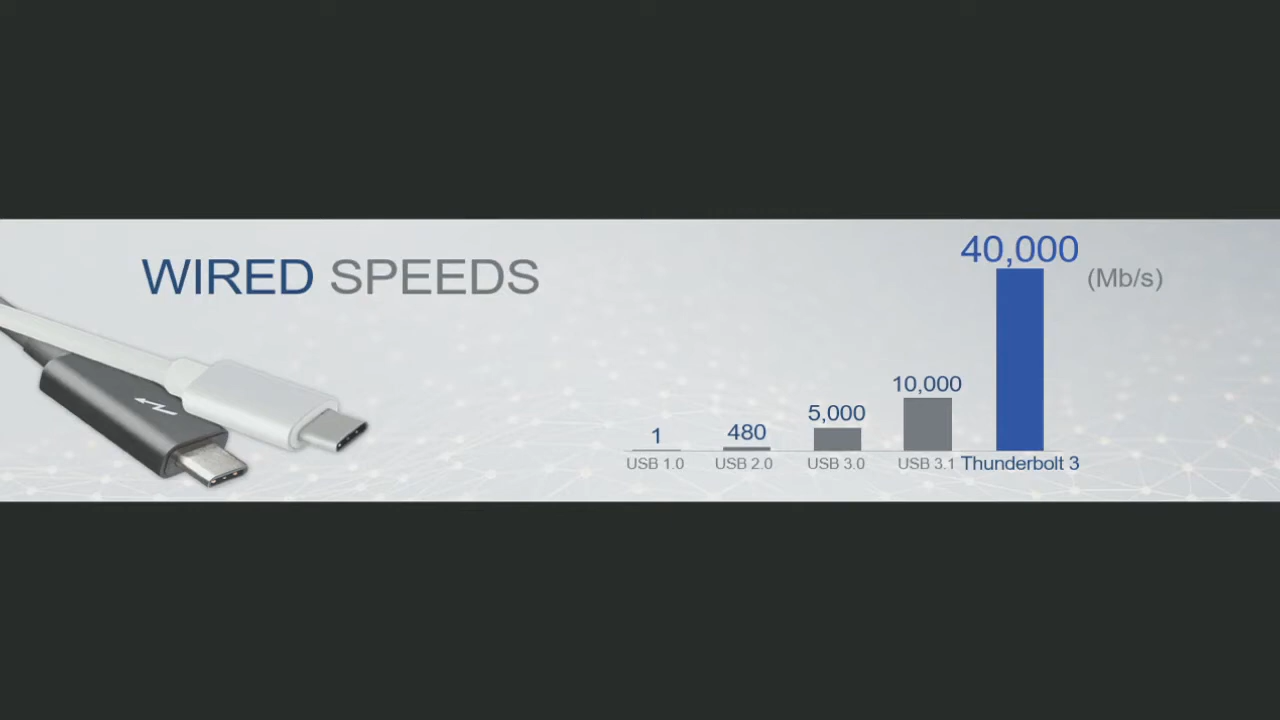 WIRED SPEEDS
40,000
(Mb/s)
10,000
5,000
480
1
USB 1.0
USB 2.0
USB 3.0
USB 3.1
Thunderbolt 3